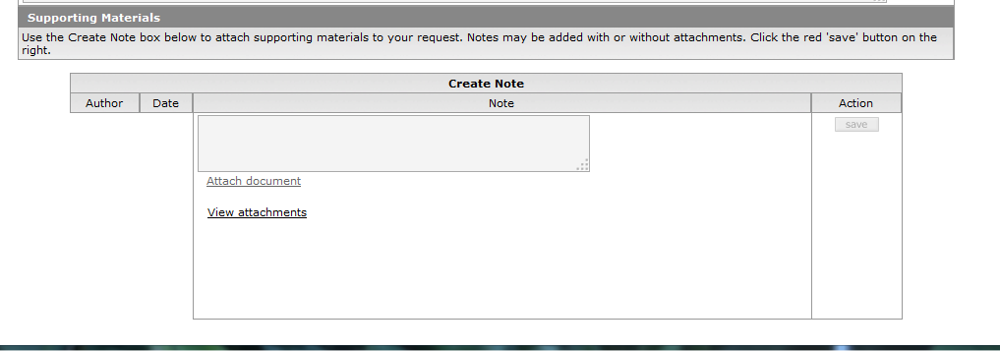 Supporting Materials
Use the Create Note box below to attach supporting materials to your request. Notes may be added with or without attachments. Click the red 'save' button on the
right.
Create Note
Author Date Note Action
save
Attach document
View attachments